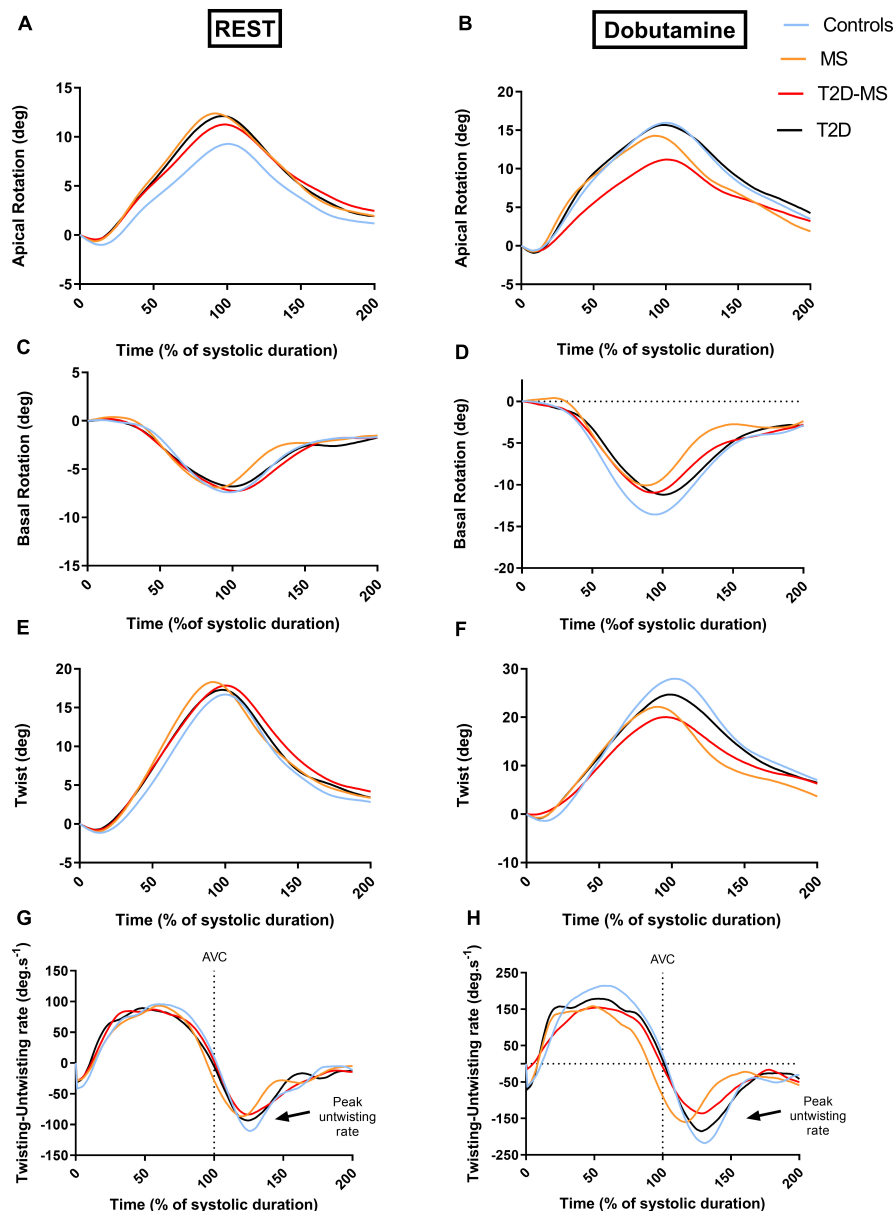 A
REST
B
Dobutamine
Controls
MS
T2D-MS
T2D
Apical Rotation (deg)
15
10
5
0
-5
0
50
100
150
200
Time (% of systolic duration)
Apical Rotation (deg)
20
15
10
5
0
-5
0
50
100
150
200
Time (% of systolic duration)
C
Basal Rotation (deg)
5
0
-5
-10
-15
0
50
100
150
200
Time (%of systolic duration)
D
Basal Rotation (deg)
0
-5
-10
-15
-20
0
50
100
150
200
Time (%of systolic duration)
E
Twist (deg)
20
15
10
5
0
-5
0
50
100
150
200
Time (% of systolic duration)
F
Twist (deg)
30
20
10
0
-10
0
50
100
150
200
Time (% of systolic duration)
G
Twisting-Untwisting rate (deg.s-1)
AVC
150
100
50
0
-50
-100
-150
Peak
untwisting
rate
0
50
100
150
200
Time (% of systolic duration)
H
Twisting-Untwisting rate (deg.s-1)
AVC
250
150
50
-50
-150
-250
Peak
untwisting
rate
0
50
100
150
200
Time (% of systolic duration)